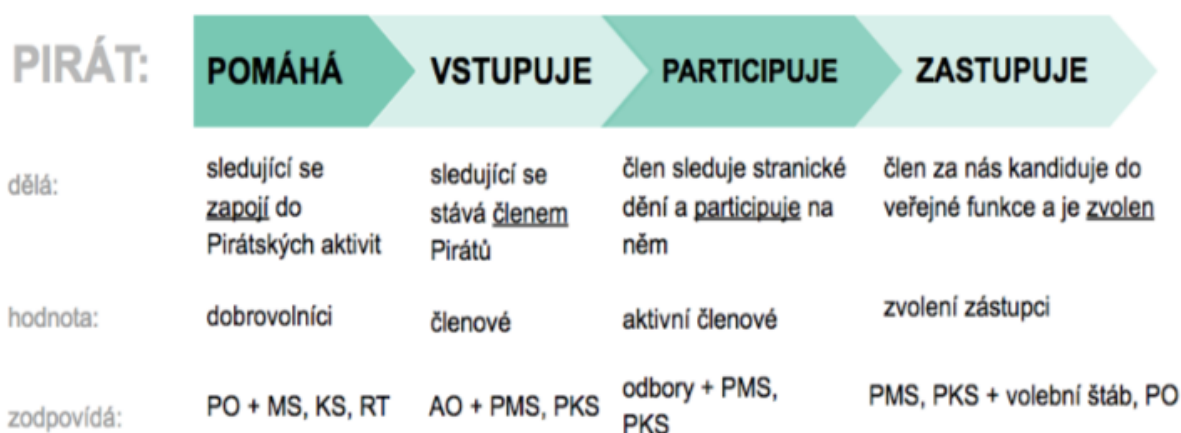 PIRÁT:
POMÁHÁ
VSTUPUJE
PARTICIPUJE
ZASTUPUJE
dělá:
sledující se
zapojí do
Pirátských aktivit
sledující se
stává členem
Pirátů
člen sleduje stranické
dění a participuje na
něm
člen za nás kandiduje do
veřejné funkce a je zvolen
hodnota:
dobrovolníci
členové
aktivní členové
zvolení zástupci
zodpovídá:
PO + MS, KS, RT
AO + PMS, PKS
odbory + PMS,
PKS
PMS, PKS + volební štáb, PO